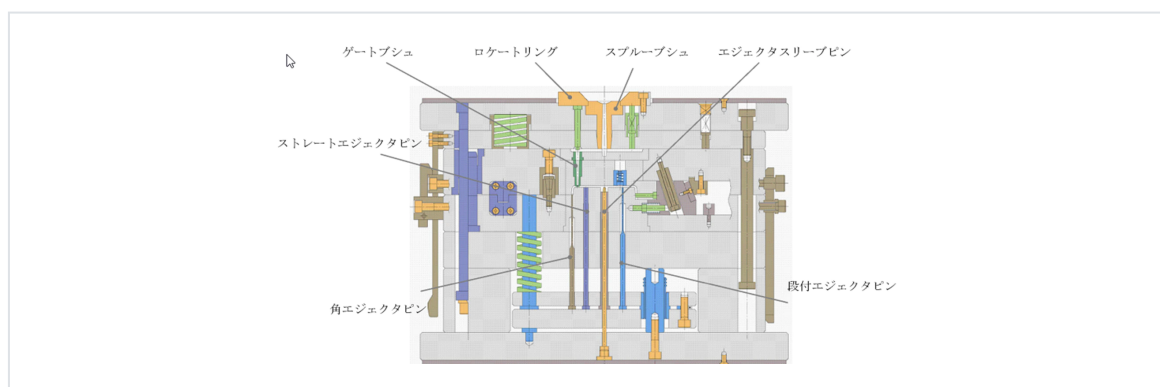 ゲートブシュ
ロケートリング
スプルーブシュ
エジェクタスリーブピン
ストレートエジェクタピン
段付エジェクタピン
角エジェクタピン